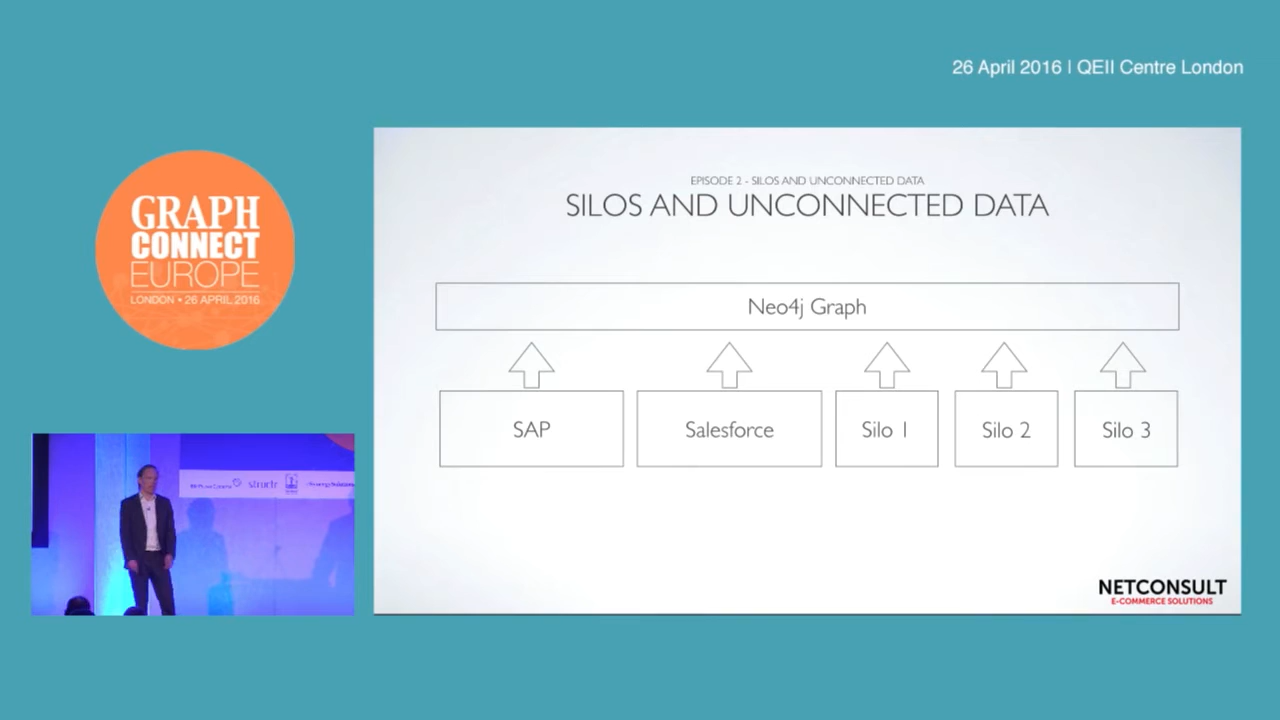 26 April 2016 | QEII Centre London
GRAPH
CONNECT
EUROPE
LONDON • 26 APRIL 2016
EPISODE 2 - SILOS AND UNCONNECTED DATA
SILOS AND UNCONNECTED DATA
Neo4j Graph
SAP
Salesforce
Silo 1
Silo 2
Silo 3
NETCONSULT
E-COMMERCE SOLUTIONS
structr